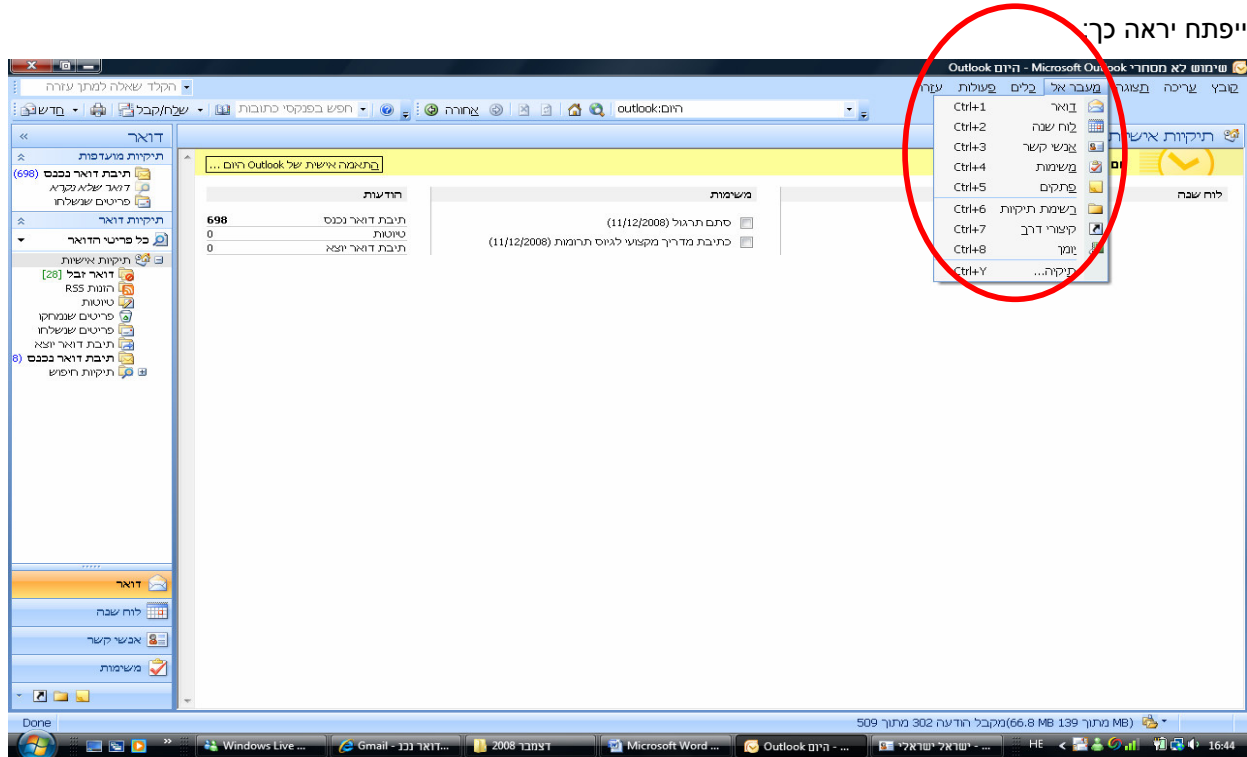 ייפתח יראה כך:
שימוש לא מסחרי Microsoft Outlook - היום Outlook
קובץ עריכה תצוגה מעבר אל כלים פעולות עזרה
הקלד שאלה למתן עזרה
חדש שלח/קבל חפש בפנקסי כתובות
אחורה outlook:היום
דואר Ctrl+1
לוח שנה Ctrl+2
אנשי קשר Ctrl+3
משימות Ctrl+4
פתקים Ctrl+5
רשימת תיקיות Ctrl+6
קיצורי דרך Ctrl+7
יומן Ctrl+8
תיקיה... Ctrl+Y
תיקיות
התאמה אישית של Outlook היום ...
לוח שנה
משימות
סתם תרגול (11/12/2008)
כתיבת מדריך מקצועי לגיוס תרומות (11/12/2008)
הודעות
תיבת דואר נכנס 698
טיוטות 0
תיבת דואר יוצא 0
דואר
תיקיות מועדפות
תיבת דואר נכנס (698)
דואר שלא נקרא
פריטים שנשלחו
תיקיות דואר
כל פריטי הדואר
תיקיות אישיות
דואר זבל [28]
הזנות RSS
טיוטות
פריטים שנמחקו
פריטים שנשלחו
תיבת דואר יוצא
תיבת דואר נכנס (8
תיקיות חיפוש
דואר
לוח שנה
אנשי קשר
משימות
Done
מקבל הודעה 302 מתוך 509 (66.8 MB מתוך 139 MB)
Windows Live ...
Gmail - דואר נכנ...
דצמבר 2008
Microsoft Word ...
היום Outlook - ...
ישראל ישראלי - ...
HE
16:44